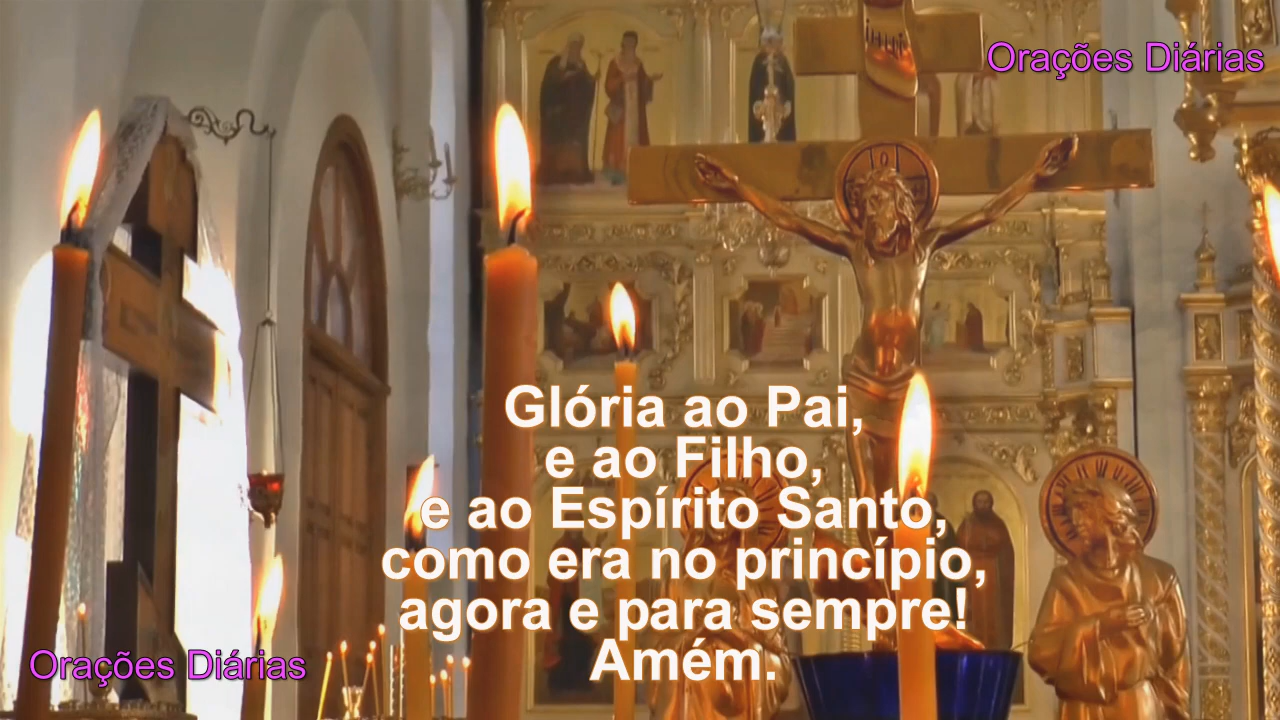 Orações Diárias
Glória ao Pai,
e ao Filho,
e ao Espírito Santo,
como era no princípio,
agora e para sempre!
Amém.
Orações Diárias